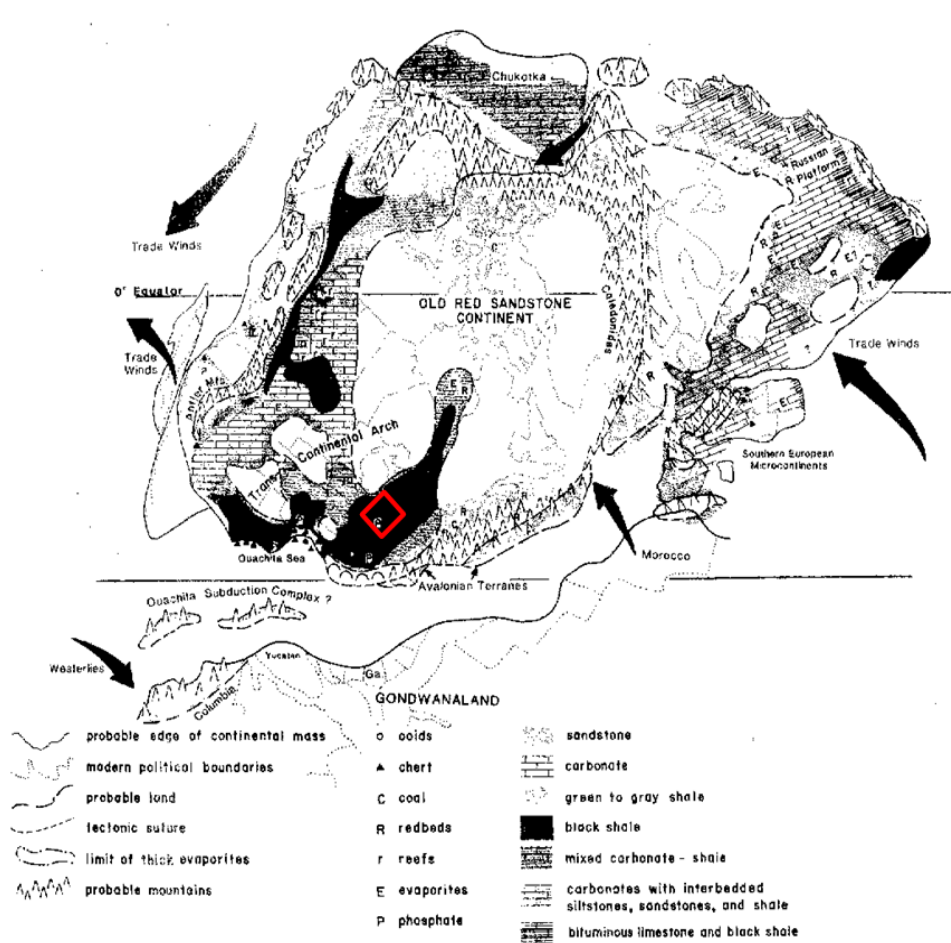 Chukotka
Russian
Platform
Trade Winds
0° Equator
OLD RED SANDSTONE
CONTINENT
Caledonides
Trade
Winds
Trade Winds
Antler Mts
Trans
Continental Arch
Southern European
Microcontinents
Ouachita Sea
Morocco
Avalonian Terranes
Ouachita Subduction Complex ?
Westerlies
Yucatan
Columbia
Ga
GONDWANALAND
probable edge of continental mass
modern political boundaries
probable land
tectonic suture
limit of thick evaporites
probable mountains
o ooids
▲ chert
C coal
R redbeds
r reefs
E evaporites
P phosphate
sandstone
carbonate
green to gray shale
black shale
mixed carbonate - shale
carbonates with interbedded
siltstones, sandstones, and shale
bituminous limestone and black shale